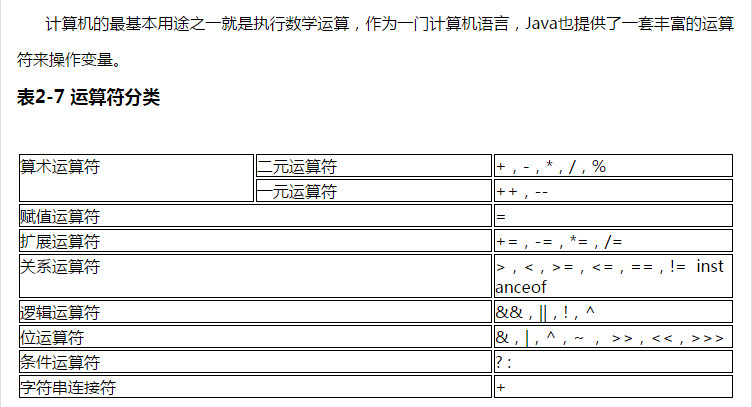 计算机的最基本用途之一就是执行数学运算，作为一门计算机语言，Java也提供了一套丰富的运算
符来操作变量。
表2-7 运算符分类
算术运算符 二元运算符 +，-，*，/，%
一元运算符 ++，--
赋值运算符 =
扩展运算符 +=，-=，*=，/=
关系运算符 >，<，>=，<=，==，!= inst
anceof
逻辑运算符 &&，||，!，^
位运算符 &，|，^，~ ， >>，<<，>>>
条件运算符 ? :
字符串连接符 +